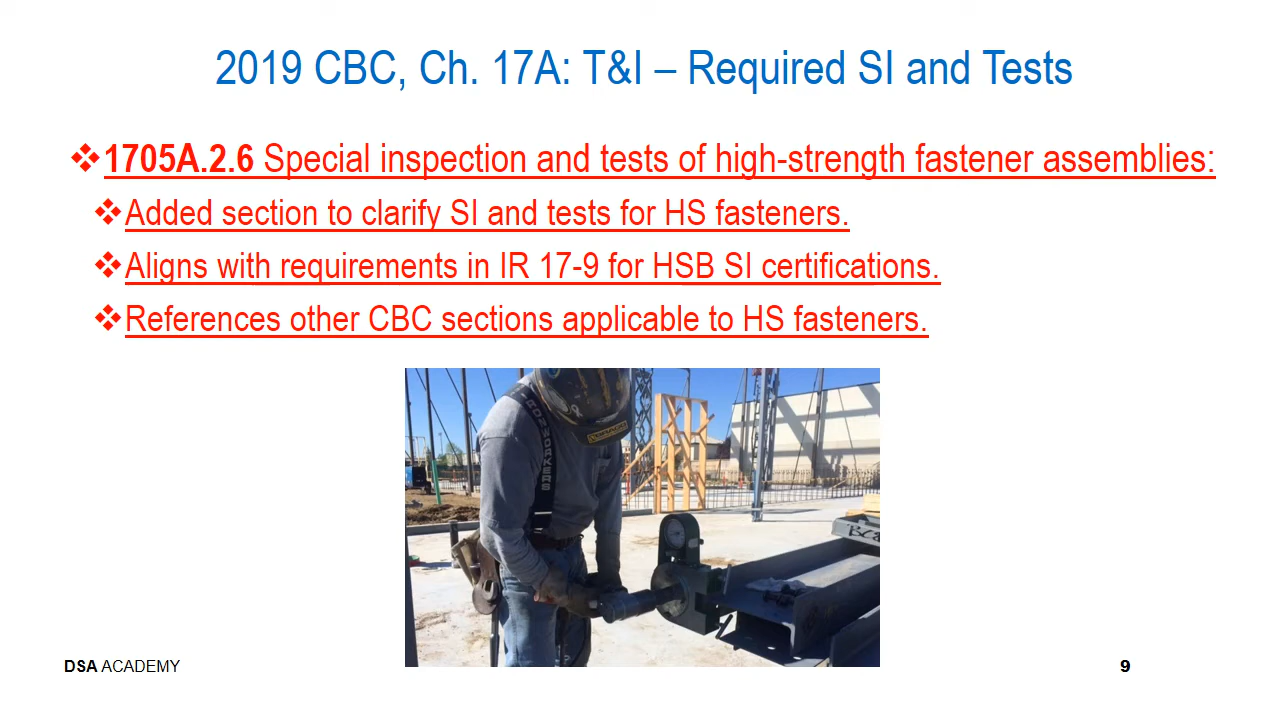 2019 CBC, Ch. 17A: T&I – Required SI and Tests
❖1705A.2.6 Special inspection and tests of high-strength fastener assemblies:
❖Added section to clarify SI and tests for HS fasteners.
❖Aligns with requirements in IR 17-9 for HSB SI certifications.
❖References other CBC sections applicable to HS fasteners.
IRONWORKERS
DSA ACADEMY
9